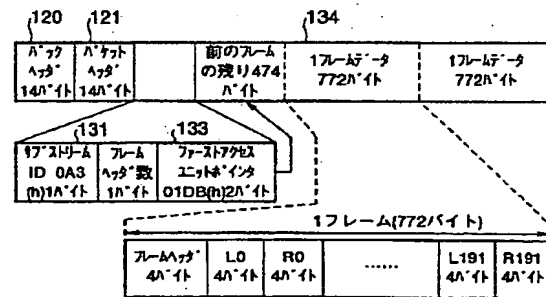 120
121
134
パック
ヘッダ
14バイト
パケット
ヘッダ
14バイト
前のフレーム
の残り474
バイト
1フレームデータ
772バイト
1フレームデータ
772バイト
131
133
サブストリーム
ID 0A3
(h)1バイト
フレーム
ヘッダ数
1バイト
ファーストアクセス
ユニットポインタ
01DB(h)2バイト
1フレーム(772バイト)
フレームヘッダ
4バイト
L0
4バイト
R0
4バイト
……
L191
4バイト
R191
4バイト